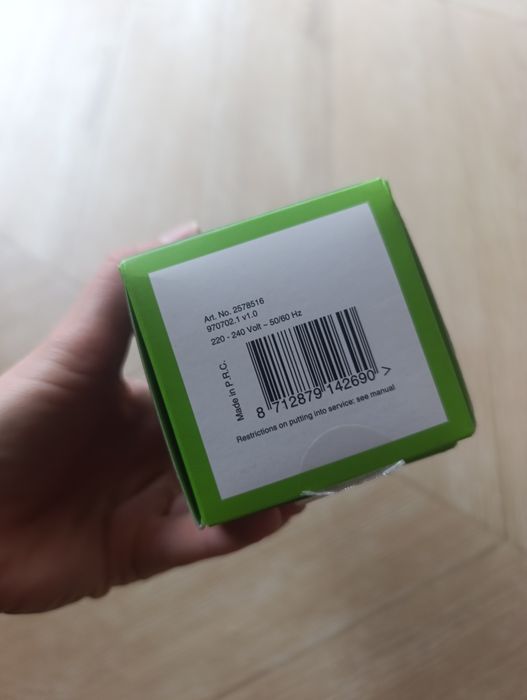 Art. No. 2578516
970702.1 v1.0
220 - 240 Volt ~ 50/60 Hz
Made in P.R.C.
8 712879 142690 >
Restrictions on putting into service: see manual